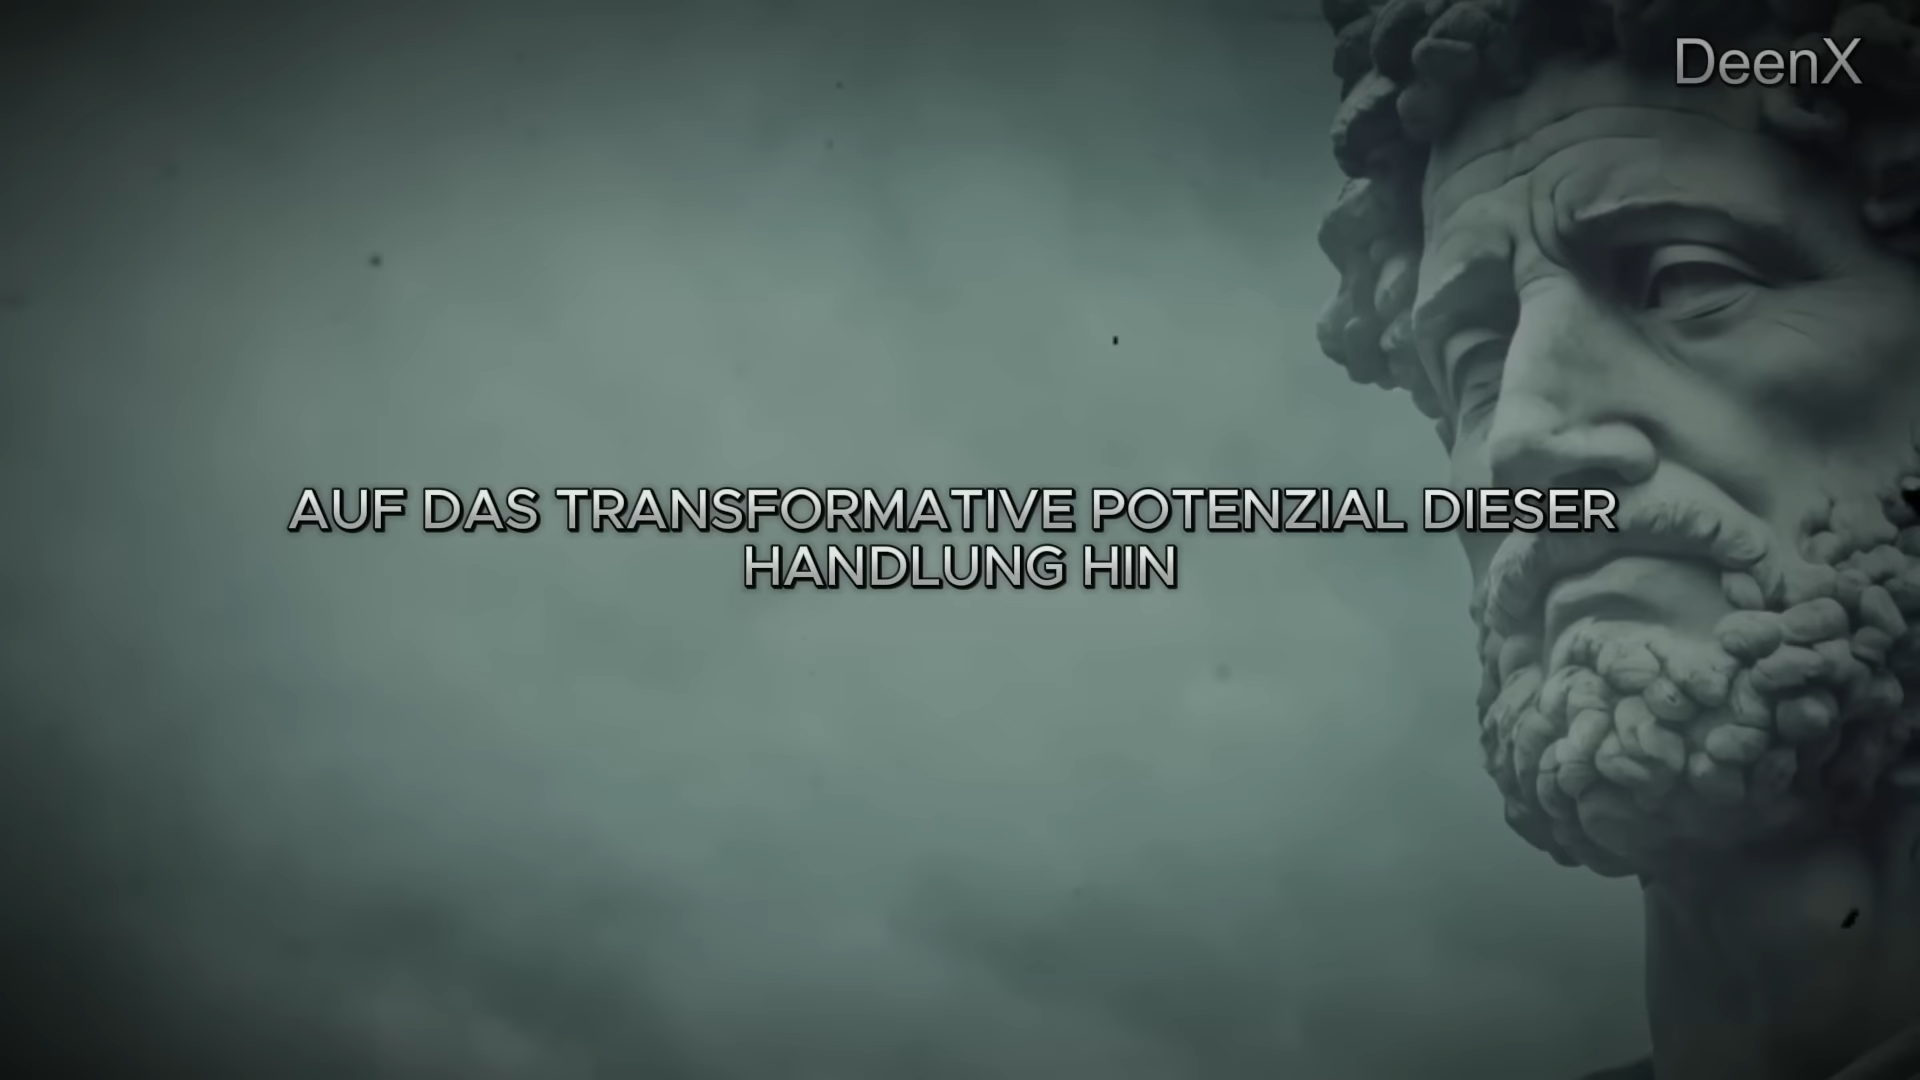 DeenX
AUF DAS TRANSFORMATIVE POTENZIAL DIESER
HANDLUNG HIN